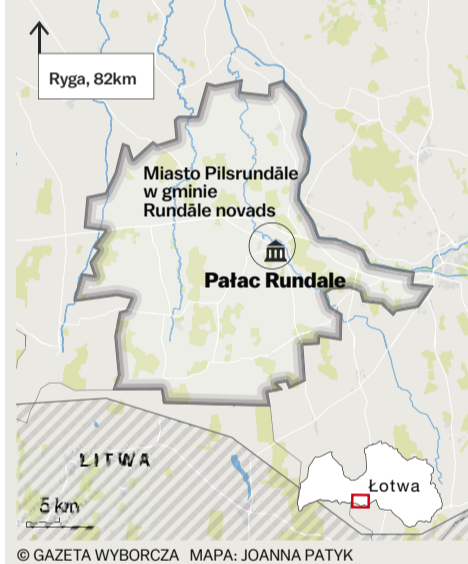 Ryga, 82km
Miasto Pilsrundāle
w gminie
Rundāle novads
Pałac Rundale
LITWA
Łotwa
5 km
© GAZETA WYBORCZA MAPA: JOANNA PATYK